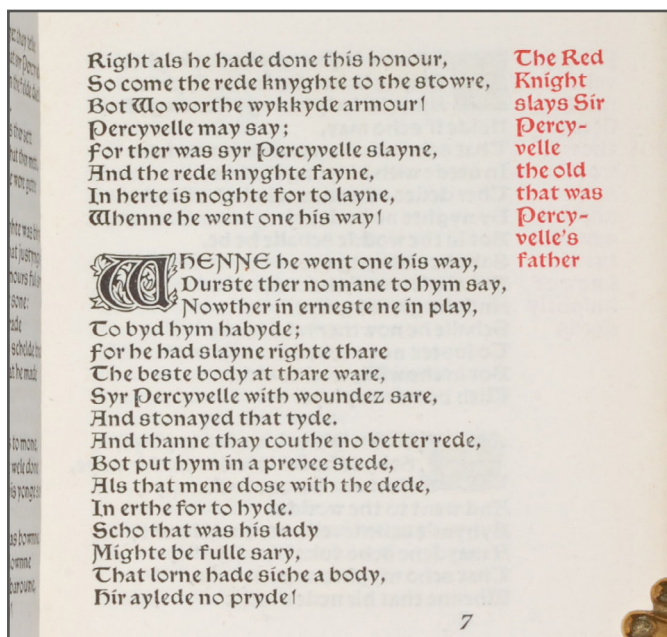 Right als he hade done this honour,
So come the rede knyghte to the stowre,
Bot Wo worthe wykkyde armour!
Percyvelle may say;
For ther was syr Percyvelle slayne,
And the rede knyghte fayne,
In herte is noghte for to layne,
Whenne he went one his way!
WHENNE he went one his way,
Durste ther no mane to hym say,
Nowther in erneste ne in play,
To byd hym habyde;
For he had slayne righte thare
The beste body at thare ware,
Syr Percyvelle with woundez sare,
And stonayed that tyde.
And thanne thay couthe no better rede,
Bot put hym in a prevee stede,
Als that mene dose with the dede,
In erthe for to hyde.
Scho that was his lady
Mighte be fulle sary,
That lorne hade siche a body,
Hir aylede no pryde!
The Red
Knight
slays Sir
Percy-
velle
the old
that was
Percy-
velle's
father
7